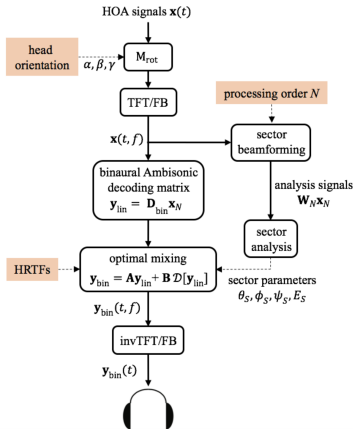 HOA signals x(t)
head
orientation
α, β, γ
M_rot
TFT/FB
processing order N
x(t, f)
sector
beamforming
binaural Ambisonic
decoding matrix
y_lin = D_bin x_N
analysis signals
W_N x_N
sector
analysis
HRTFs
optimal mixing
y_bin = Ay_lin + B 𝒟[y_lin]
sector parameters
θ_S, ϕ_S, ψ_S, E_S
y_bin(t, f)
invTFT/FB
y_bin(t)